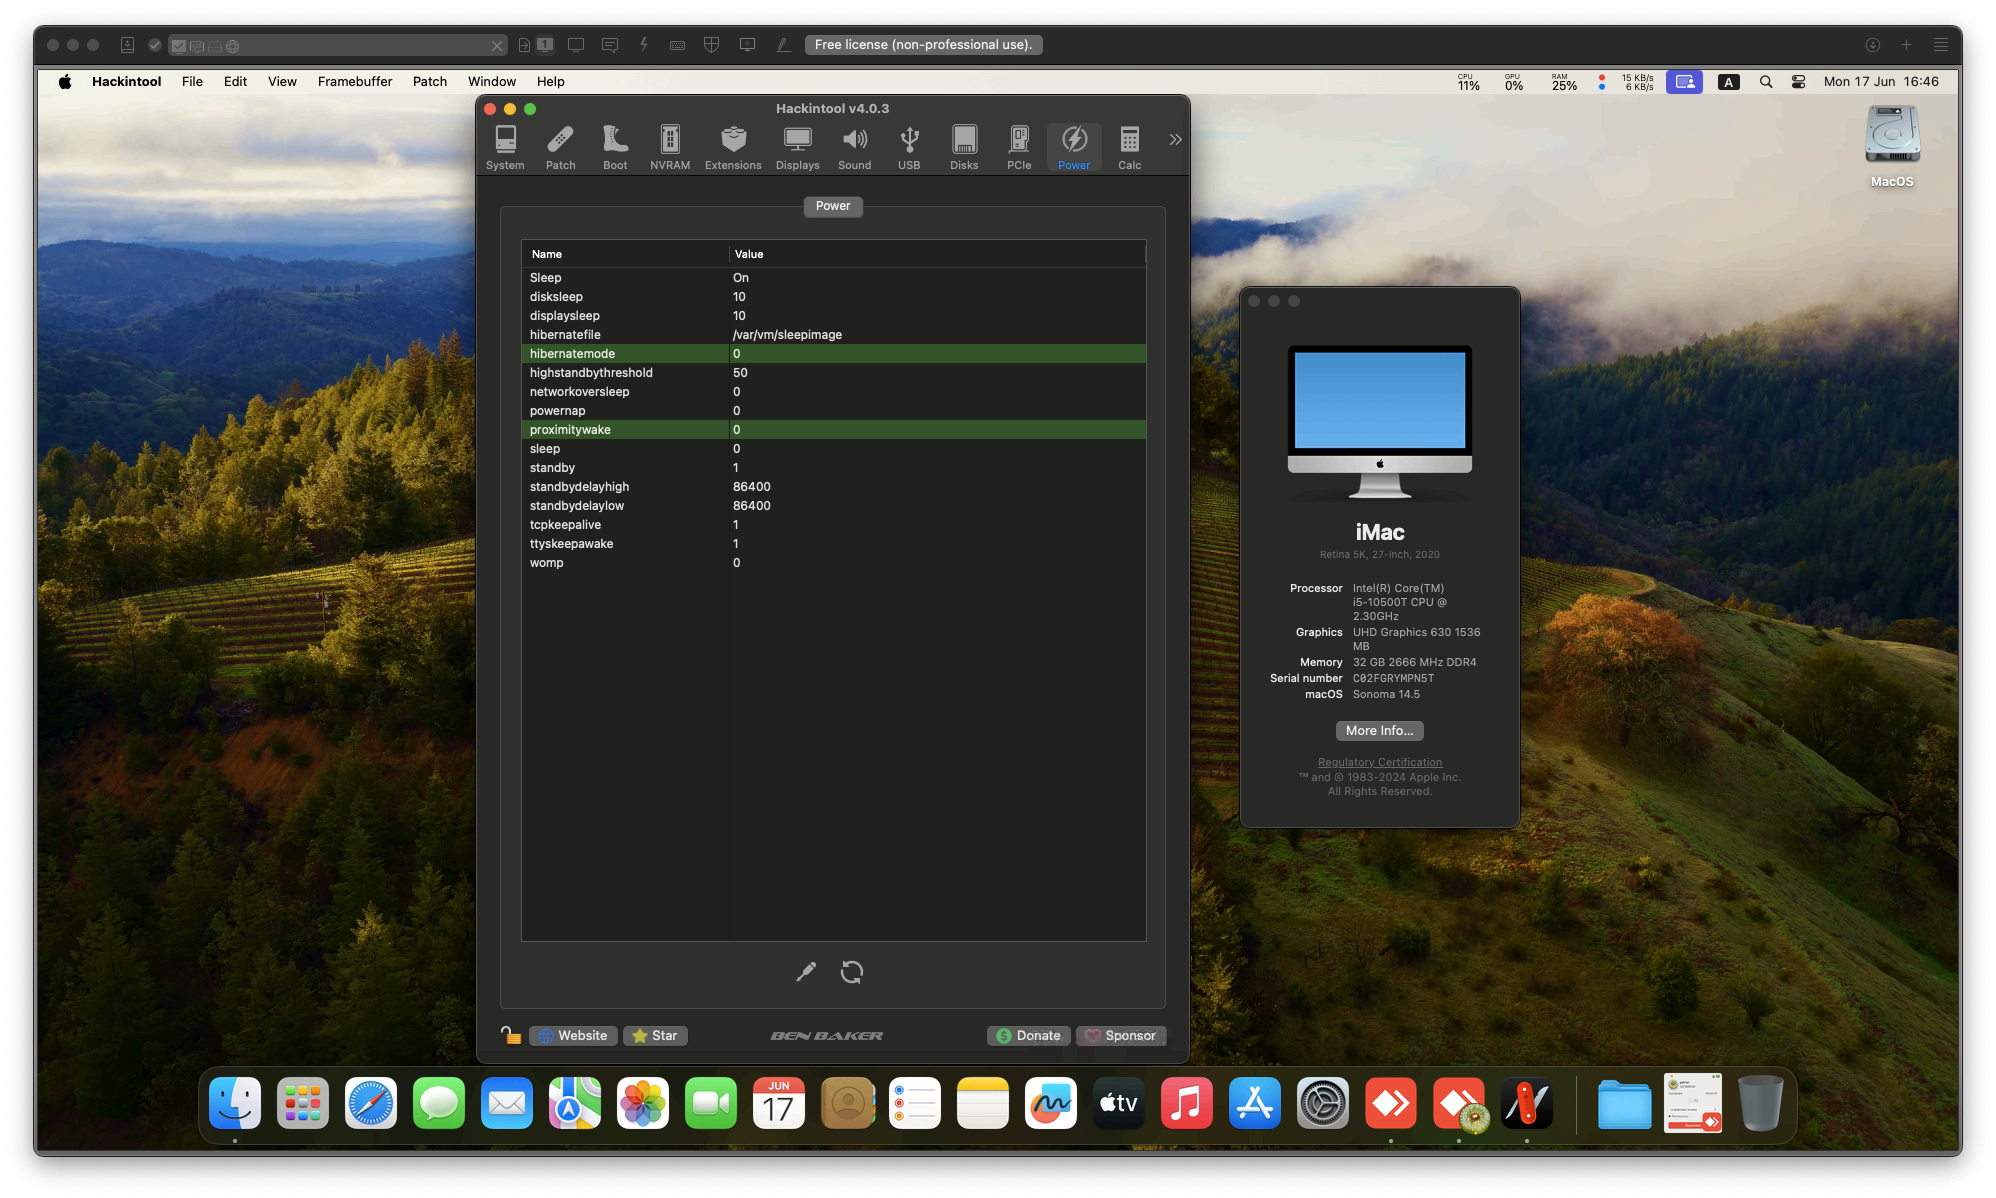 1
Free license (non-professional use).
Hackintool File Edit View Framebuffer Patch Window Help
CPU 11% GPU 0% RAM 25% 15 KB/s 6 KB/s A Mon 17 Jun 16:46
MacOS
Hackintool v4.0.3
System Patch Boot NVRAM Extensions Displays Sound USB Disks PCIe Power Calc
Power
Name Value
Sleep On
disksleep 10
displaysleep 10
hibernatefile /var/vm/sleepimage
hibernatemode 0
highstandbythreshold 50
networkoversleep 0
powernap 0
proximitywake 0
sleep 0
standby 1
standbydelayhigh 86400
standbydelaylow 86400
tcpkeepalive 1
ttyskeepawake 1
womp 0
Website Star BEN BAKER Donate Sponsor
iMac
Retina 5K, 27-inch, 2020
Processor Intel(R) Core(TM)
i5-10500T CPU @
2.30GHz
Graphics UHD Graphics 630 1536
MB
Memory 32 GB 2666 MHz DDR4
Serial number C02FGRYMPN5T
macOS Sonoma 14.5
More Info...
Regulatory Certification
™ and © 1983-2024 Apple Inc.
All Rights Reserved.
JUN
17
tv